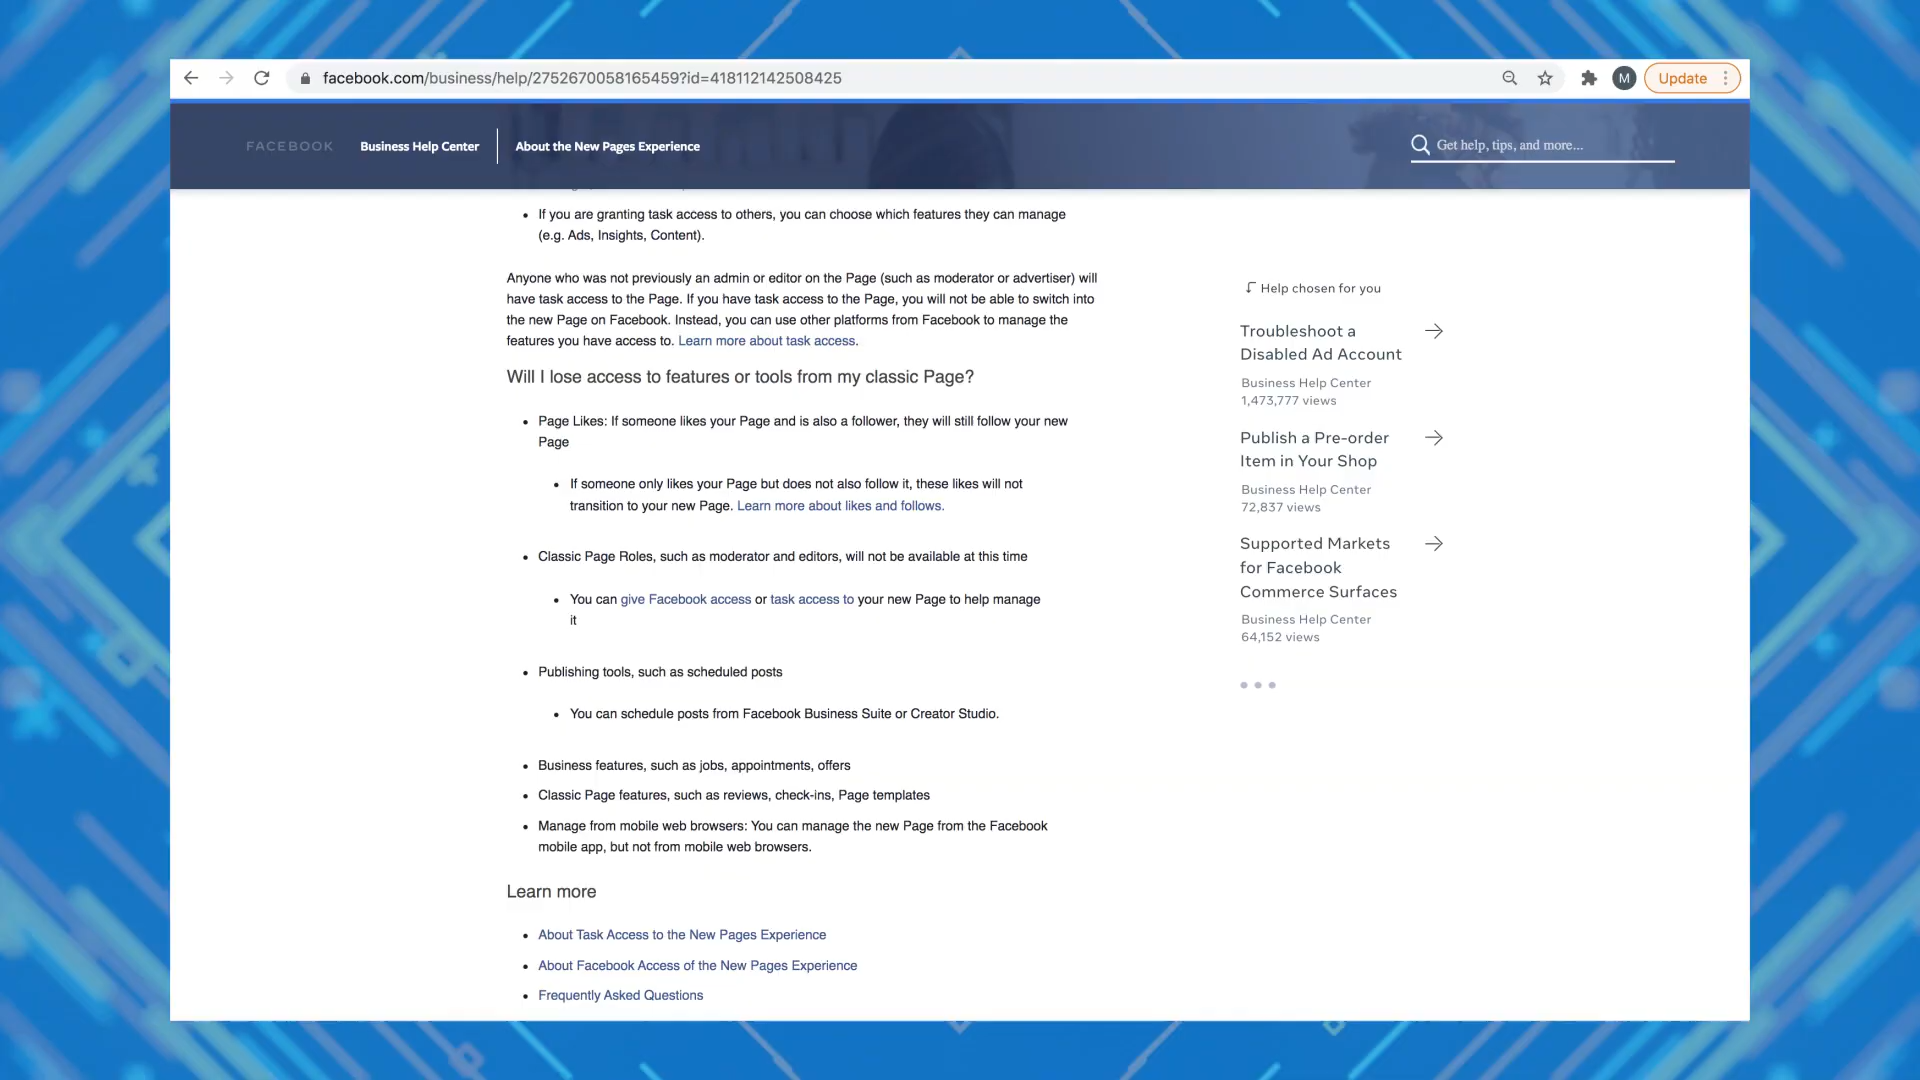 facebook.com/business/help/2752670058165459?id=418112142508425
M
Update
FACEBOOK
Business Help Center
About the New Pages Experience
Get help, tips, and more...
• If you are granting task access to others, you can choose which features they can manage
(e.g. Ads, Insights, Content).
Anyone who was not previously an admin or editor on the Page (such as moderator or advertiser) will
have task access to the Page. If you have task access to the Page, you will not be able to switch into
the new Page on Facebook. Instead, you can use other platforms from Facebook to manage the
features you have access to. Learn more about task access.
Will I lose access to features or tools from my classic Page?
• Page Likes: If someone likes your Page and is also a follower, they will still follow your new
Page
• If someone only likes your Page but does not also follow it, these likes will not
transition to your new Page. Learn more about likes and follows.
• Classic Page Roles, such as moderator and editors, will not be available at this time
• You can give Facebook access or task access to your new Page to help manage
it
• Publishing tools, such as scheduled posts
• You can schedule posts from Facebook Business Suite or Creator Studio.
• Business features, such as jobs, appointments, offers
• Classic Page features, such as reviews, check-ins, Page templates
• Manage from mobile web browsers: You can manage the new Page from the Facebook
mobile app, but not from mobile web browsers.
Learn more
• About Task Access to the New Pages Experience
• About Facebook Access of the New Pages Experience
• Frequently Asked Questions
Help chosen for you
Troubleshoot a
Disabled Ad Account
Business Help Center
1,473,777 views
Publish a Pre-order
Item in Your Shop
Business Help Center
72,837 views
Supported Markets
for Facebook
Commerce Surfaces
Business Help Center
64,152 views